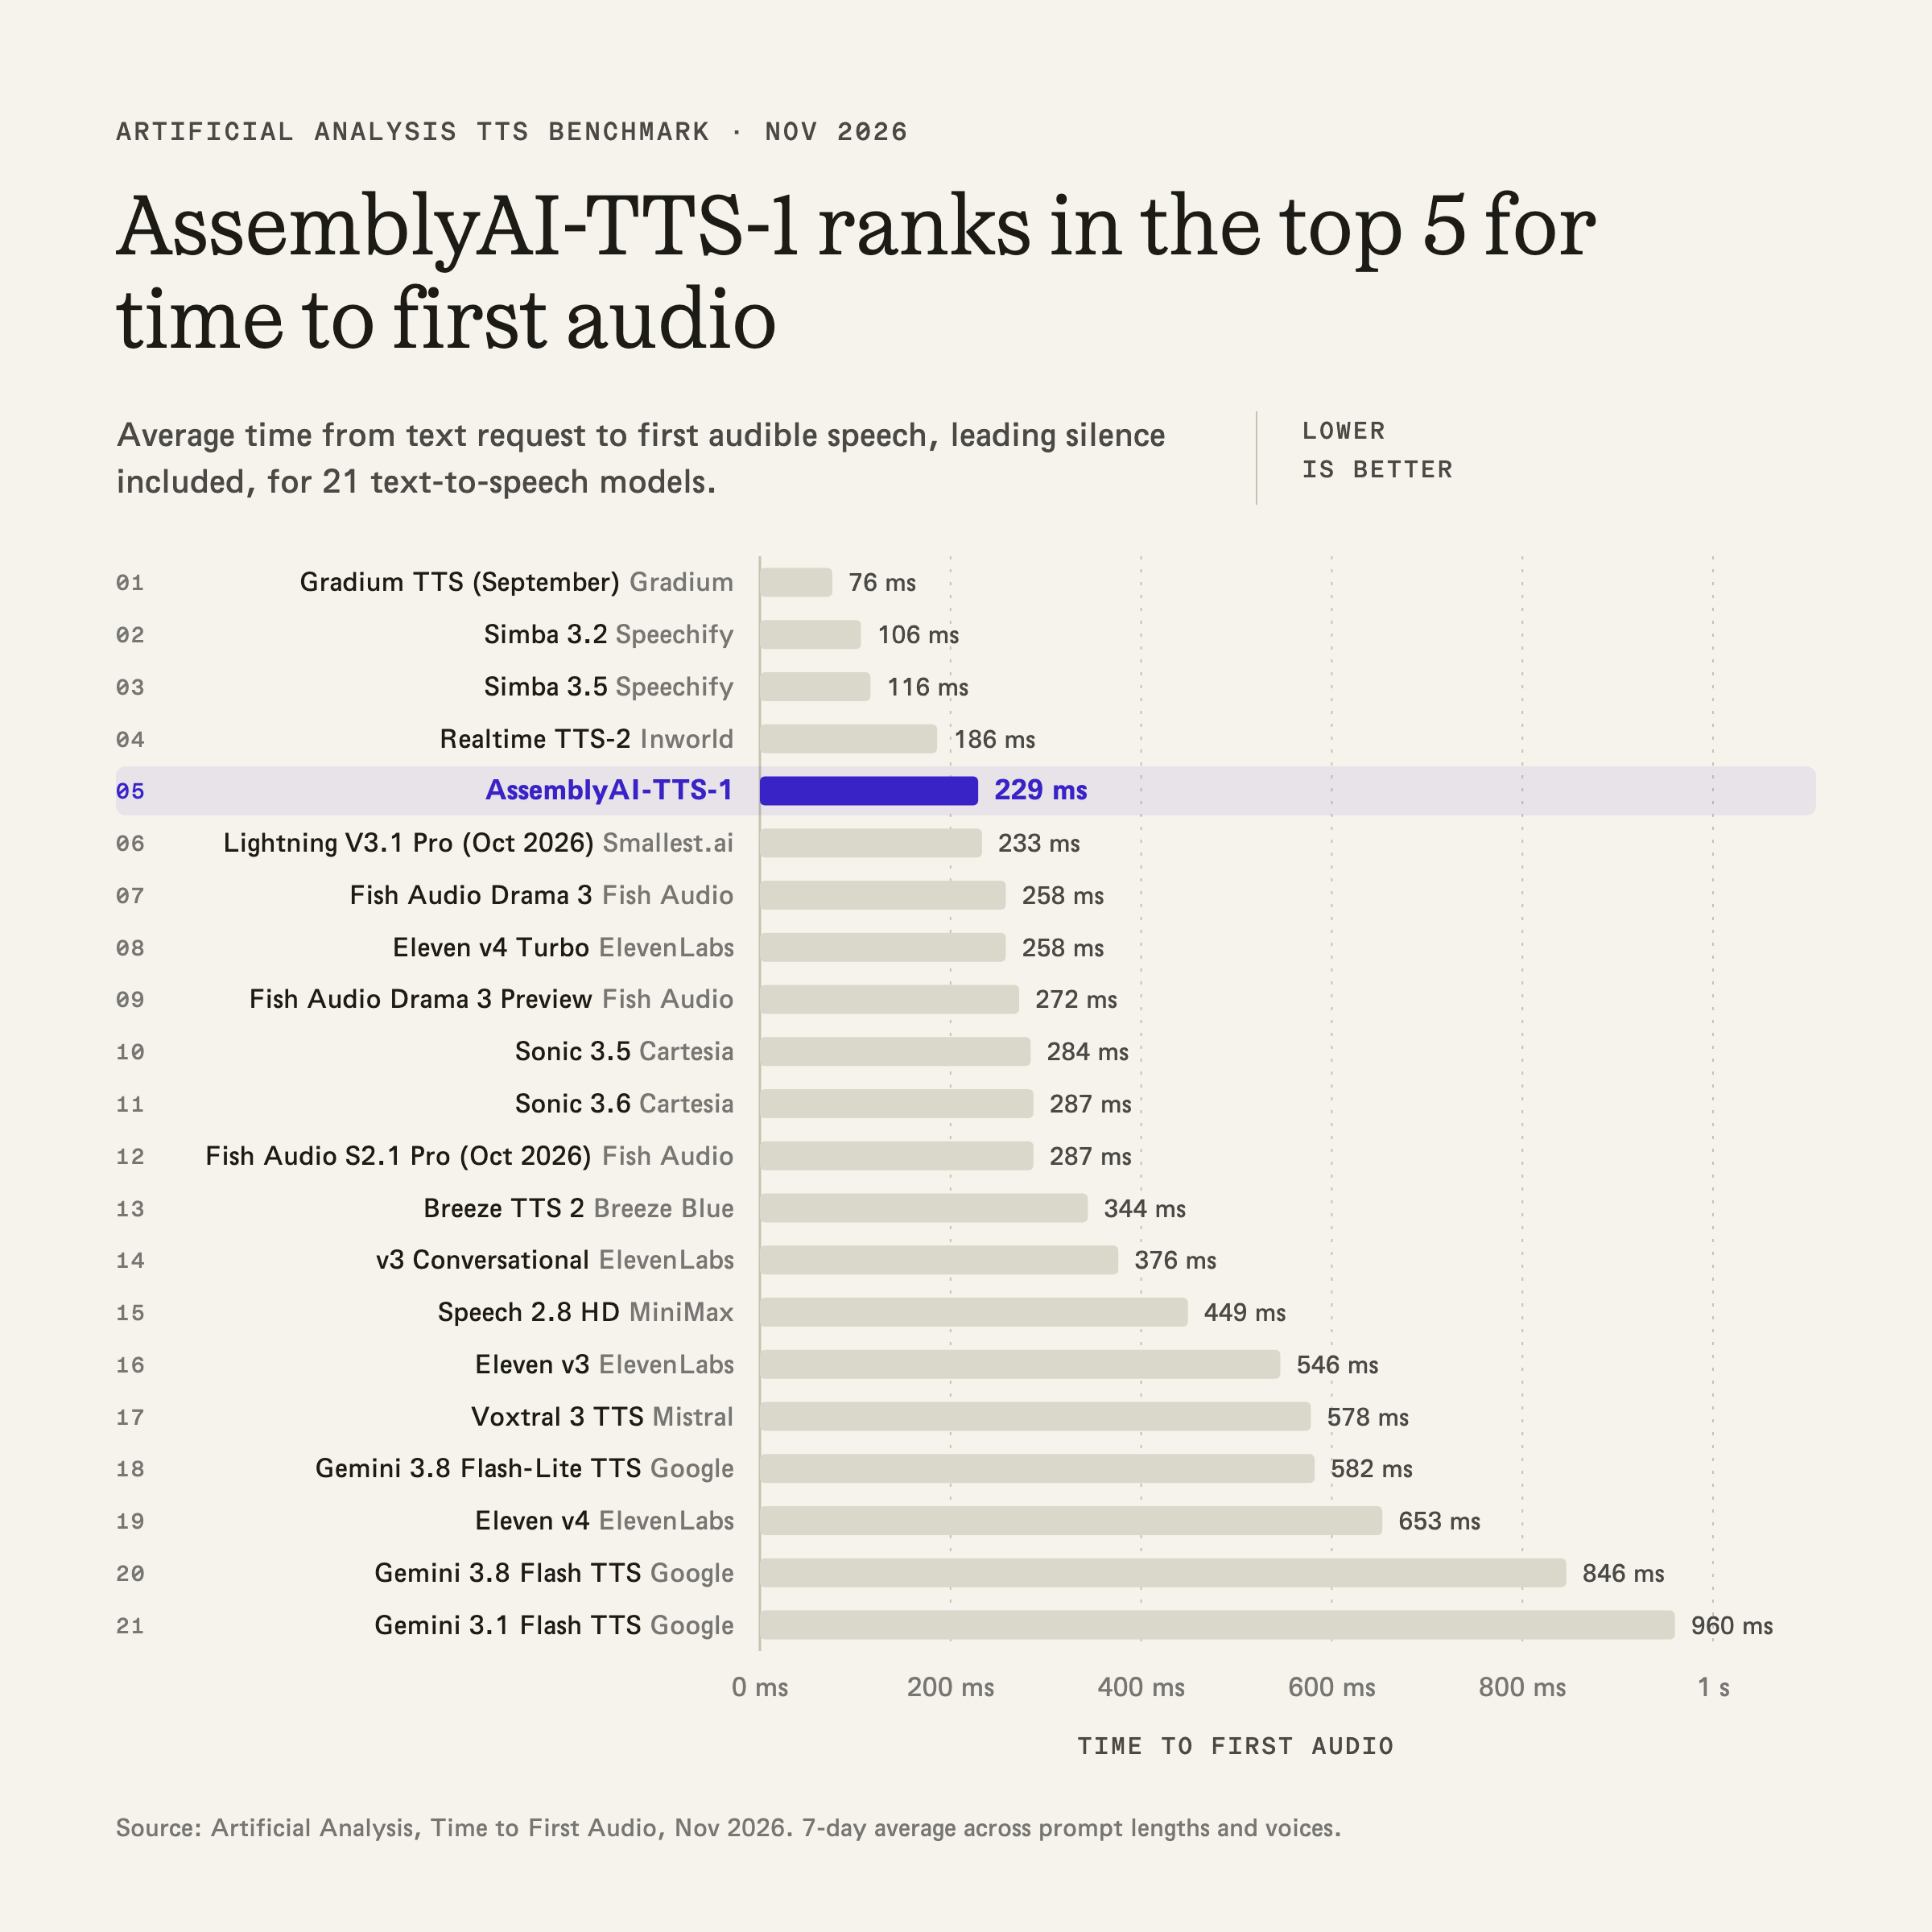 ARTIFICIAL ANALYSIS TTS BENCHMARK · NOV 2026
AssemblyAI-TTS-1 ranks in the top 5 for
time to first audio
Average time from text request to first audible speech, leading silence
included, for 21 text-to-speech models.
LOWER
IS BETTER
01 Gradium TTS (September) Gradium 76 ms
02 Simba 3.2 Speechify 106 ms
03 Simba 3.5 Speechify 116 ms
04 Realtime TTS-2 Inworld 186 ms
05 AssemblyAI-TTS-1 229 ms
06 Lightning V3.1 Pro (Oct 2026) Smallest.ai 233 ms
07 Fish Audio Drama 3 Fish Audio 258 ms
08 Eleven v4 Turbo ElevenLabs 258 ms
09 Fish Audio Drama 3 Preview Fish Audio 272 ms
10 Sonic 3.5 Cartesia 284 ms
11 Sonic 3.6 Cartesia 287 ms
12 Fish Audio S2.1 Pro (Oct 2026) Fish Audio 287 ms
13 Breeze TTS 2 Breeze Blue 344 ms
14 v3 Conversational ElevenLabs 376 ms
15 Speech 2.8 HD MiniMax 449 ms
16 Eleven v3 ElevenLabs 546 ms
17 Voxtral 3 TTS Mistral 578 ms
18 Gemini 3.8 Flash-Lite TTS Google 582 ms
19 Eleven v4 ElevenLabs 653 ms
20 Gemini 3.8 Flash TTS Google 846 ms
21 Gemini 3.1 Flash TTS Google 960 ms
0 ms 200 ms 400 ms 600 ms 800 ms 1 s
TIME TO FIRST AUDIO
Source: Artificial Analysis, Time to First Audio, Nov 2026. 7-day average across prompt lengths and voices.